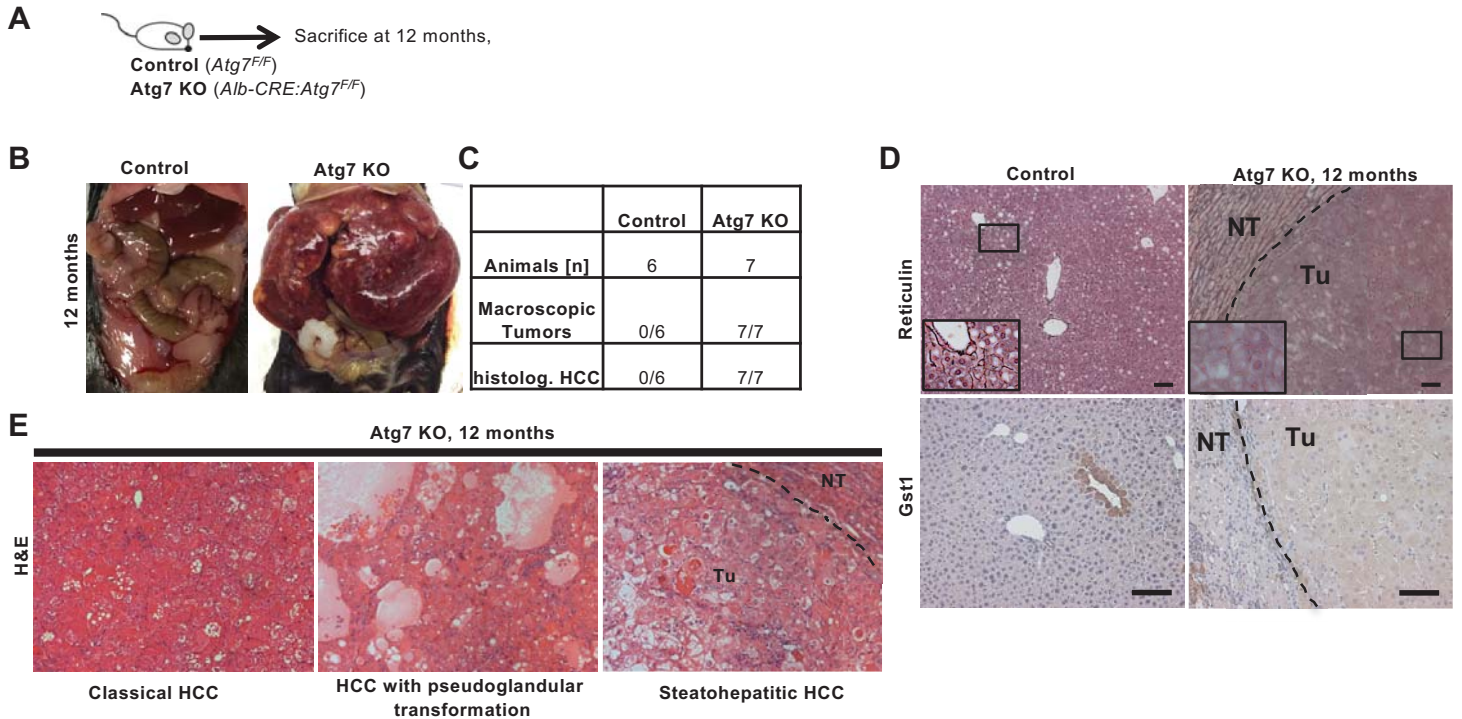 A
Sacrifice at 12 months,
Control (Atg7F/F)
Atg7 KO (Alb-CRE:Atg7F/F)
B
Control
Atg7 KO
12 months
C
Control Atg7 KO
Animals [n] 6 7
Macroscopic
Tumors 0/6 7/7
histolog. HCC 0/6 7/7
D
Control
Atg7 KO, 12 months
Reticulin
NT
Tu
Gst1
NT
Tu
E
Atg7 KO, 12 months
H&E
NT
Tu
Classical HCC
HCC with pseudoglandular
transformation
Steatohepatitic HCC